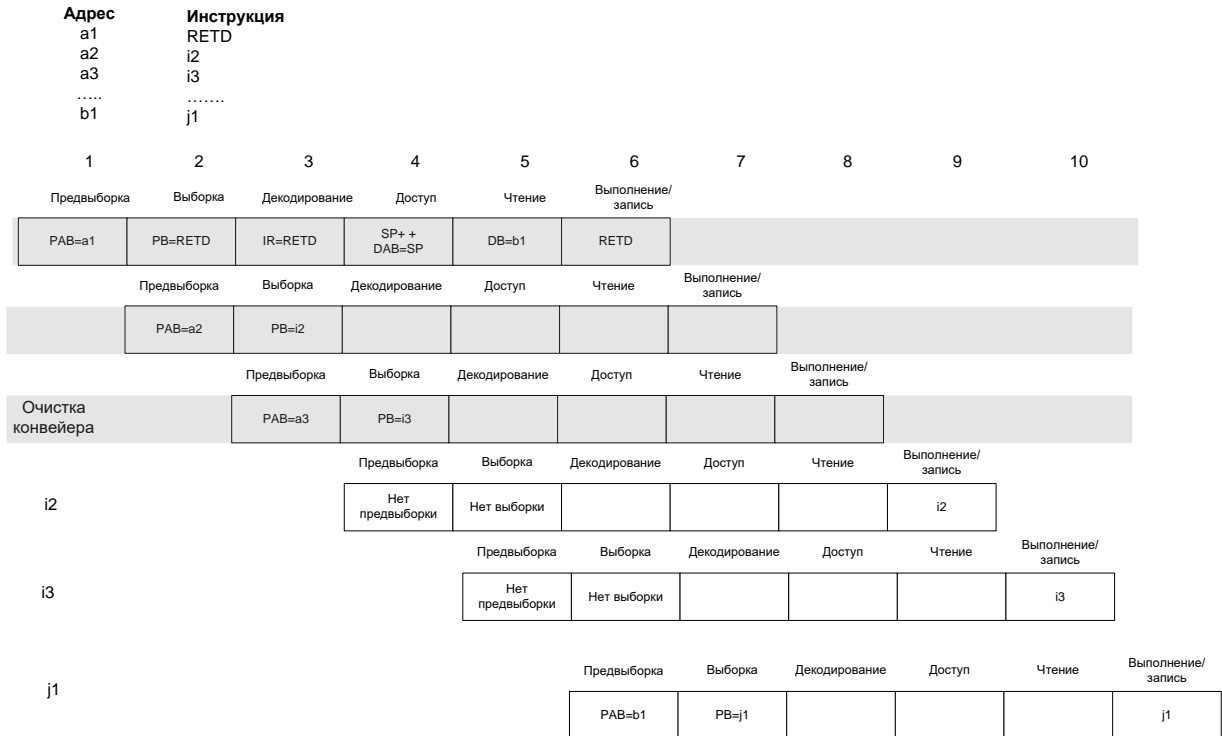 Адрес Инструкция
a1 RETD
a2 i2
a3 i3
….. …….
b1 j1
1 2 3 4 5 6 7 8 9 10
Предвыборка Выборка Декодирование Доступ Чтение Выполнение/
запись
PAB=a1 PB=RETD IR=RETD SP+ +
DAB=SP DB=b1 RETD
Предвыборка Выборка Декодирование Доступ Чтение Выполнение/
запись
PAB=a2 PB=i2
Предвыборка Выборка Декодирование Доступ Чтение Выполнение/
запись
Очистка
конвейера
PAB=a3 PB=i3
Предвыборка Выборка Декодирование Доступ Чтение Выполнение/
запись
i2 Нет
предвыборки Нет выборки i2
Предвыборка Выборка Декодирование Доступ Чтение Выполнение/
запись
i3 Нет
предвыборки Нет выборки i3
Предвыборка Выборка Декодирование Доступ Чтение Выполнение/
запись
j1 PAB=b1 PB=j1 j1